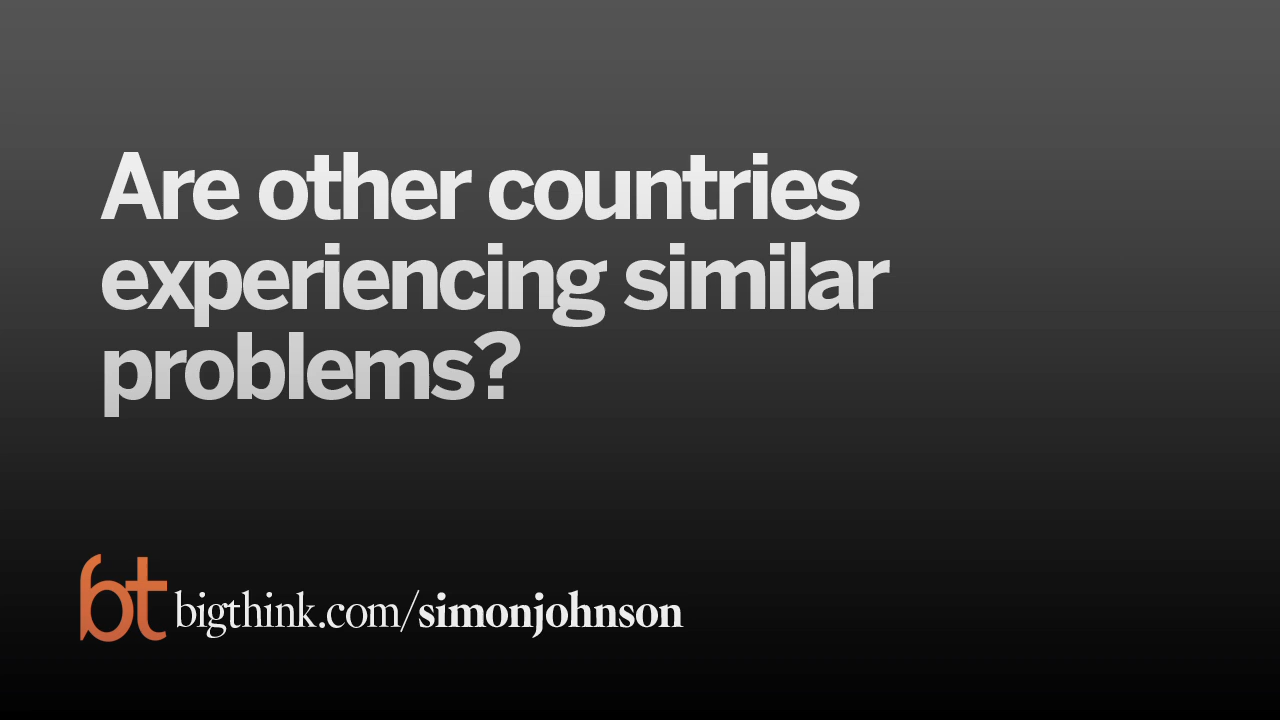 Are other countries
experiencing similar
problems?
bt bigthink.com/simonjohnson